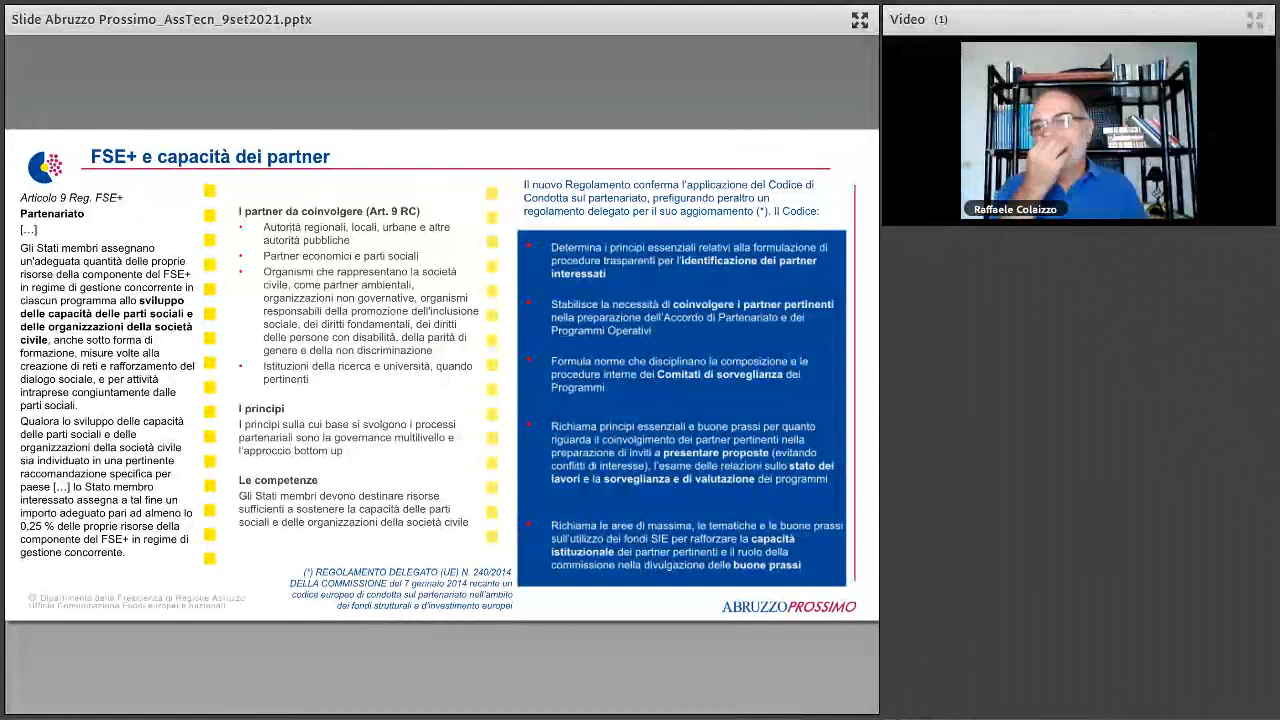 Slide Abruzzo Prossimo_AssTecn_9set2021.pptx
Video (1)
Raffaele Colaizzo
FSE+ e capacità dei partner
Articolo 9 Reg. FSE+
Partenariato
[…]
Gli Stati membri assegnano
un'adeguata quantità delle proprie
risorse della componente del FSE+
in regime di gestione concorrente in
ciascun programma allo sviluppo
delle capacità delle parti sociali e
delle organizzazioni della società
civile, anche sotto forma di
formazione, misure volte alla
creazione di reti e rafforzamento del
dialogo sociale, e per attività
intraprese congiuntamente dalle
parti sociali.
Qualora lo sviluppo delle capacità
delle parti sociali e delle
organizzazioni della società civile
sia individuato in una pertinente
raccomandazione specifica per
paese […] lo Stato membro
interessato assegna a tal fine un
importo adeguato pari ad almeno lo
0,25 % delle proprie risorse della
componente del FSE+ in regime di
gestione concorrente.
I partner da coinvolgere (Art. 9 RC)
• Autorità regionali, locali, urbane e altre
autorità pubbliche
• Partner economici e parti sociali
• Organismi che rappresentano la società
civile, come partner ambientali,
organizzazioni non governative, organismi
responsabili della promozione dell'inclusione
sociale, dei diritti fondamentali, dei diritti
delle persone con disabilità, della parità di
genere e della non discriminazione
• Istituzioni della ricerca e università, quando
pertinenti
I principi
I principi sulla cui base si svolgono i processi
partenariali sono la governance multilivello e
l'approccio bottom up
Le competenze
Gli Stati membri devono destinare risorse
sufficienti a sostenere la capacità delle parti
sociali e delle organizzazioni della società civile
(*) REGOLAMENTO DELEGATO (UE) N. 240/2014
DELLA COMMISSIONE del 7 gennaio 2014 recante un
codice europeo di condotta sul partenariato nell'ambito
dei fondi strutturali e d'investimento europei
Il nuovo Regolamento conferma l'applicazione del Codice di
Condotta sul partenariato, prefigurando peraltro un
regolamento delegato per il suo aggiornamento (*). Il Codice:
• Determina i principi essenziali relativi alla formulazione di
procedure trasparenti per l'identificazione dei partner
interessati
• Stabilisce la necessità di coinvolgere i partner pertinenti
nella preparazione dell'Accordo di Partenariato e dei
Programmi Operativi
• Formula norme che disciplinano la composizione e le
procedure interne dei Comitati di sorveglianza dei
Programmi
• Richiama principi essenziali e buone prassi per quanto
riguarda il coinvolgimento dei partner pertinenti nella
preparazione di inviti a presentare proposte (evitando
conflitti di interesse), l'esame delle relazioni sullo stato dei
lavori e la sorveglianza e di valutazione dei programmi
• Richiama le aree di massima, le tematiche e le buone prassi
sull'utilizzo dei fondi SIE per rafforzare la capacità
istituzionale dei partner pertinenti e il ruolo della
commissione nella divulgazione delle buone prassi
© Dipartimento della Presidenza di Regione Abruzzo
Ufficio Comunicazione Fondi europei e nazionali
ABRUZZOPROSSIMO